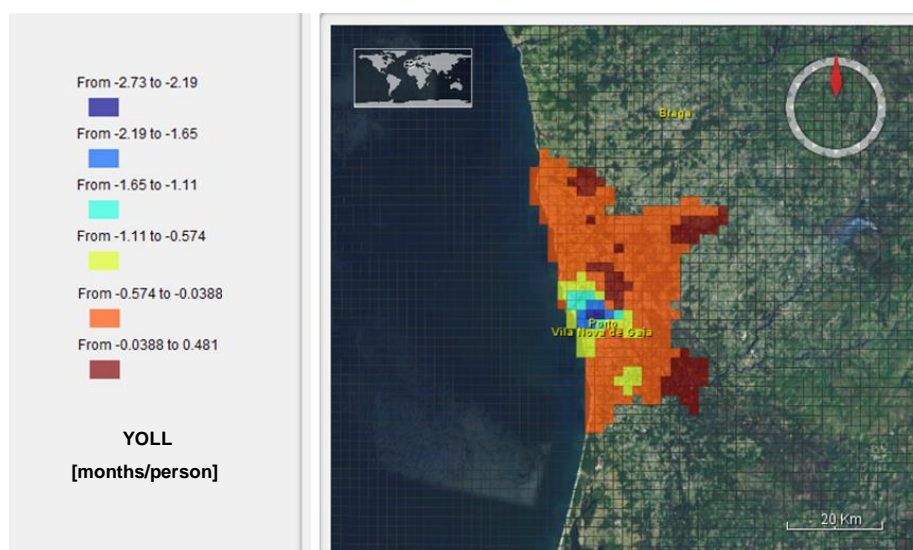 From -2.73 to -2.19
From -2.19 to -1.65
From -1.65 to -1.11
From -1.11 to -0.574
From -0.574 to -0.0388
From -0.0388 to 0.481
YOLL
[months/person]
Braga
Porto
Vila Nova de Gaia
20 Km